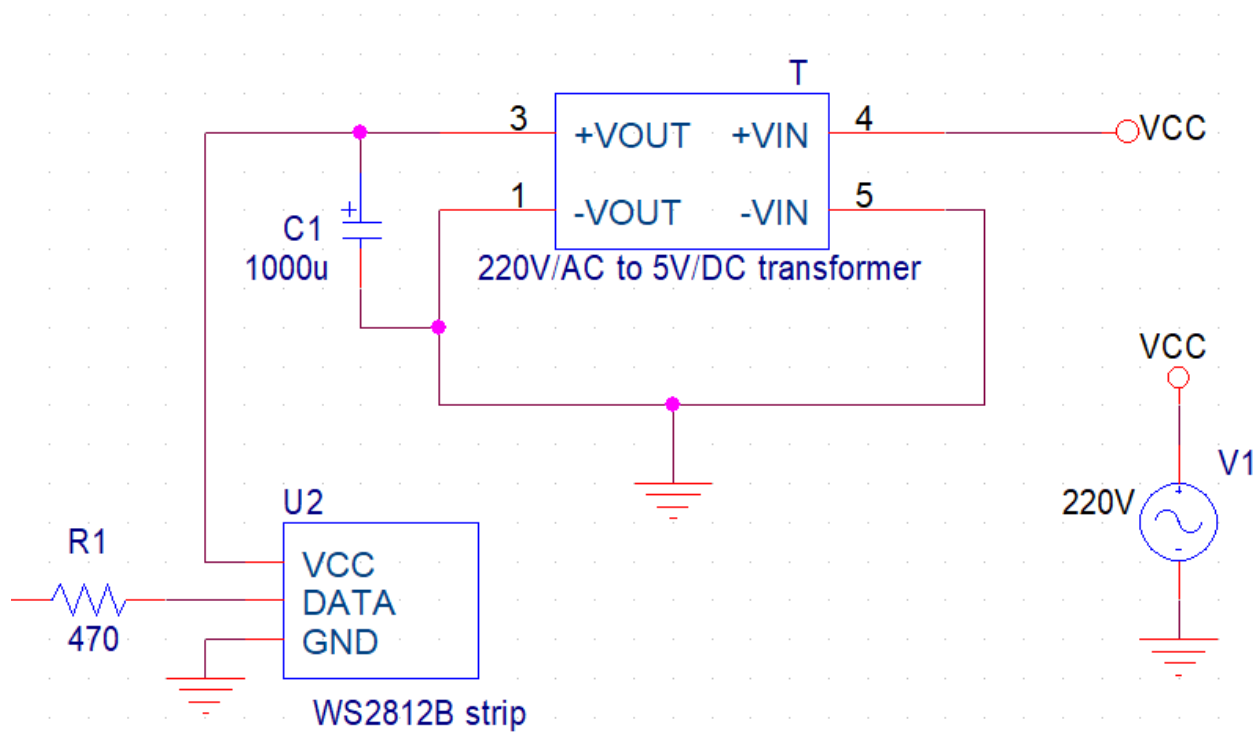 T
3 +VOUT +VIN 4 VCC
1 -VOUT -VIN 5
+
C1
1000u
220V/AC to 5V/DC transformer
VCC
V1
220V
+
-
U2
R1
470
VCC
DATA
GND
WS2812B strip